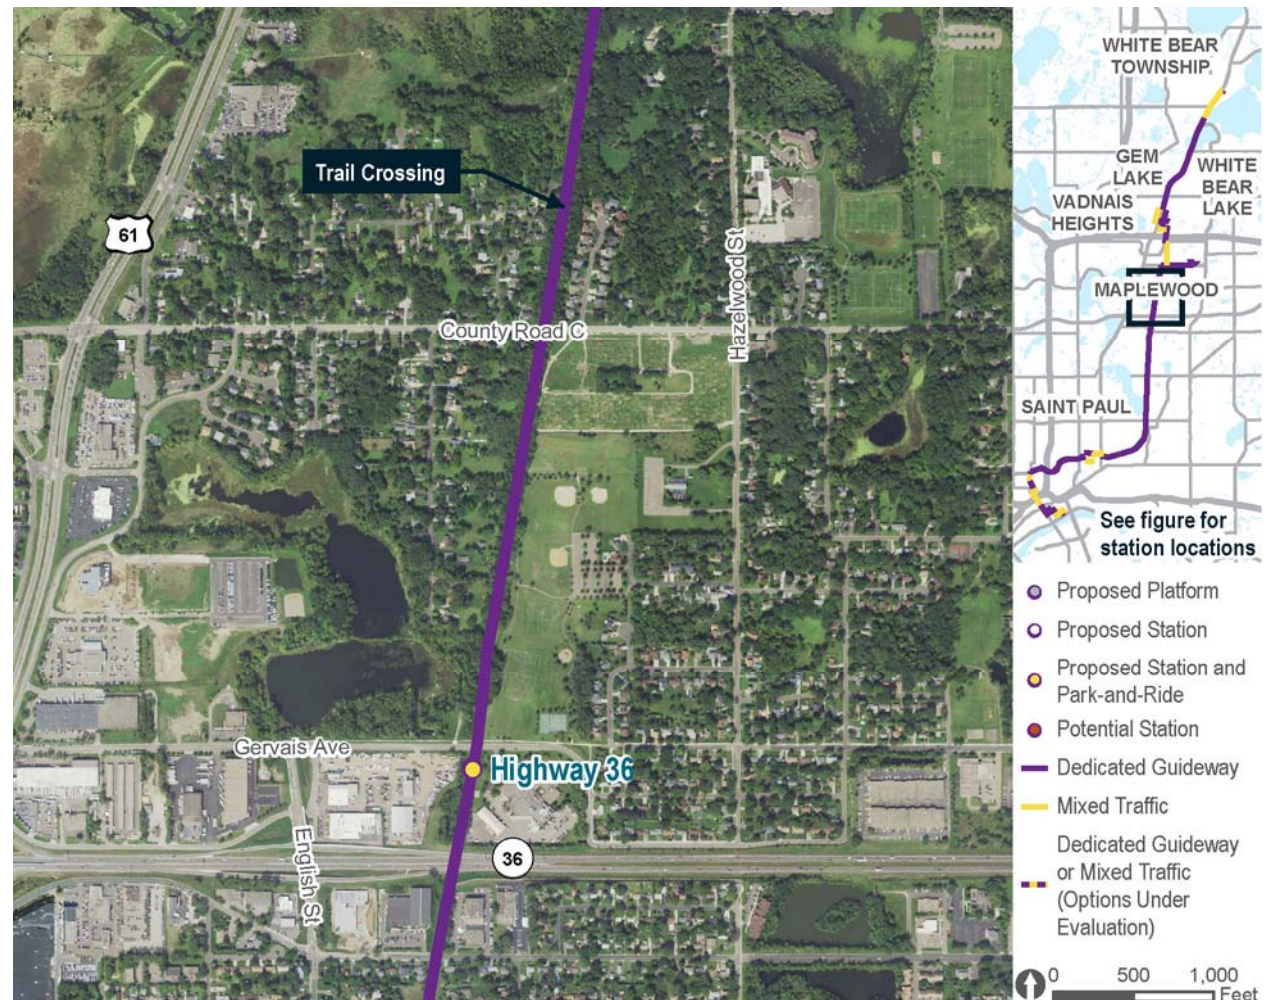 Trail Crossing
61
County Road C
Hazelwood St
Gervais Ave
Highway 36
36
English St
WHITE BEAR
TOWNSHIP
GEM
LAKE
WHITE
BEAR
LAKE
VADNAIS
HEIGHTS
MAPLEWOOD
SAINT PAUL
See figure for
station locations
Proposed Platform
Proposed Station
Proposed Station and
Park-and-Ride
Potential Station
Dedicated Guideway
Mixed Traffic
Dedicated Guideway
or Mixed Traffic
(Options Under
Evaluation)
0 500 1,000
Feet